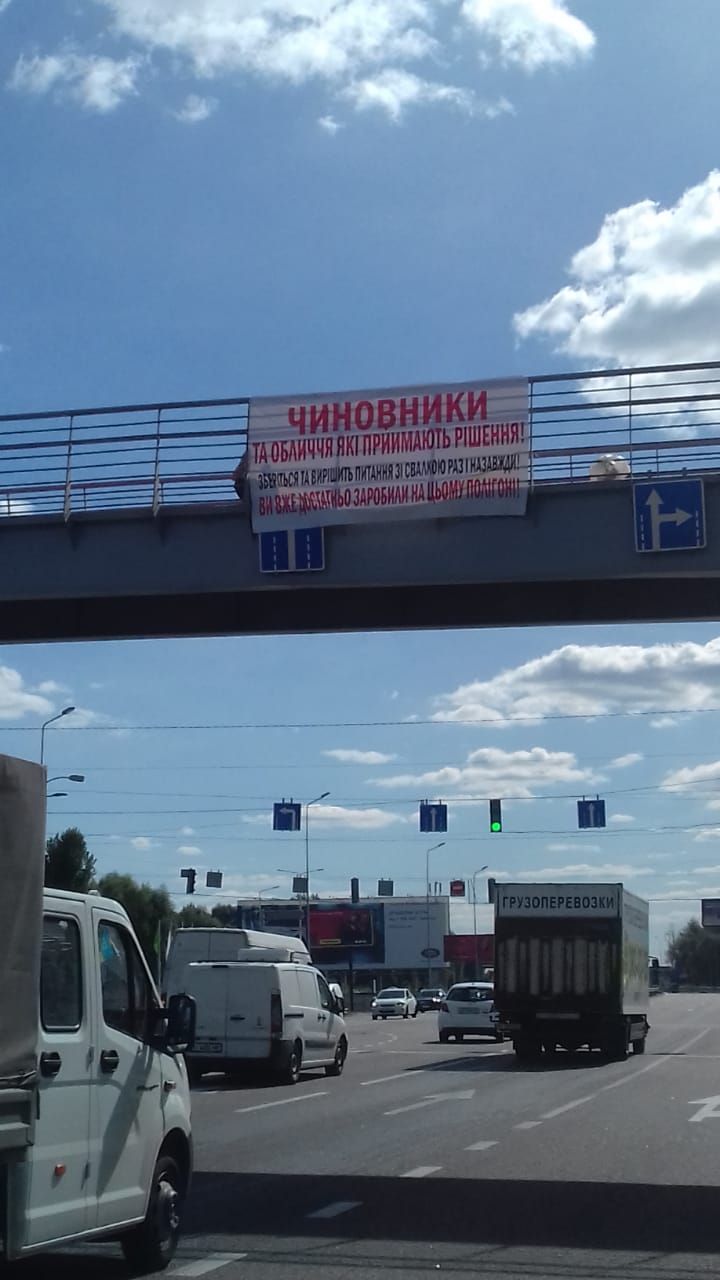 ЧИНОВНИКИ
ТА ОБЛИЧЧЯ ЯКІ ПРИЙМАЮТЬ РІШЕННЯ!
ЗБЕРІТЬСЯ ТА ВИРІШИТЬ ПИТАННЯ ЗІ СВАЛКОЮ РАЗ І НАЗАВЖДИ!
ВИ ВЖЕ ДОСТАТНЬО ЗАРОБИЛИ НА ЦЬОМУ ПОЛІГОНІ!
ГРУЗОПЕРЕВОЗКИ